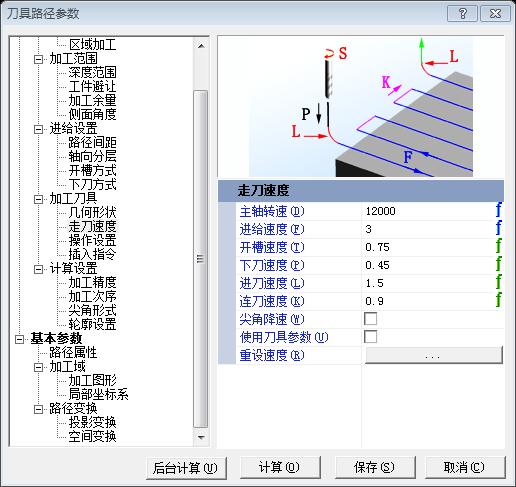 刀具路径参数
区域加工
加工范围
深度范围
工件避让
加工余量
侧面角度
进给设置
路径间距
轴向分层
开槽方式
下刀方式
加工刀具
几何形状
走刀速度
操作设置
插入指令
计算设置
加工精度
加工次序
尖角形式
轮廓设置
基本参数
路径属性
加工域
加工图形
局部坐标系
路径变换
投影变换
空间变换
S
L
K
P
L
F
走刀速度
主轴转速(D) 12000 f
进给速度(F) 3 f
开槽速度(T) 0.75 f
下刀速度(P) 0.45 f
进刀速度(L) 1.5 f
连刀速度(K) 0.9 f
尖角降速(W)
使用刀具参数(U)
重设速度(R) ...
后台计算(U) 计算(O) 保存(S) 取消(C)